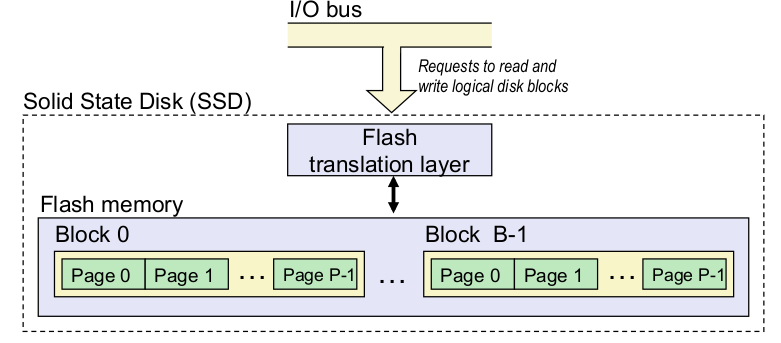 I/O bus
Requests to read and
write logical disk blocks
Solid State Disk (SSD)
Flash
translation layer
Flash memory
Block 0
Block B-1
Page 0 Page 1 ... Page P-1 ... Page 0 Page 1 ... Page P-1